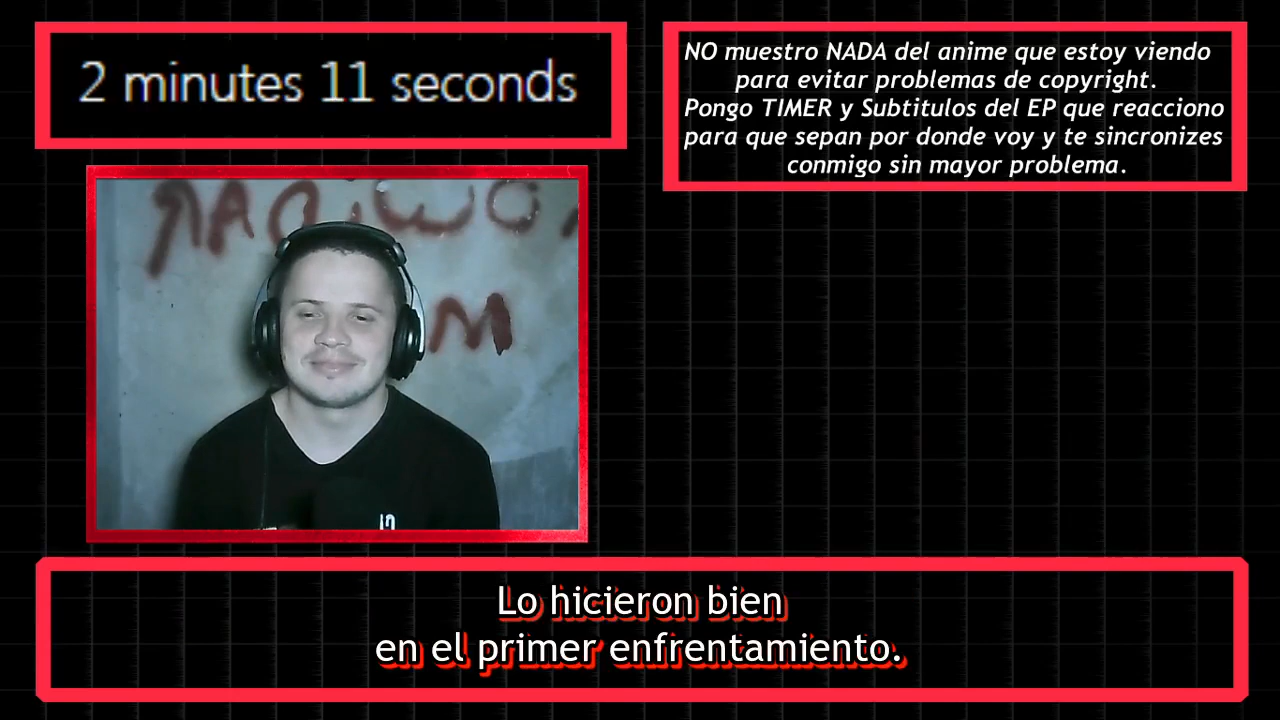 2 minutes 11 seconds
NO muestro NADA del anime que estoy viendo
para evitar problemas de copyright.
Pongo TIMER y Subtitulos del EP que reacciono
para que sepan por donde voy y te sincronizes
conmigo sin mayor problema.
Lo hicieron bien
en el primer enfrentamiento.